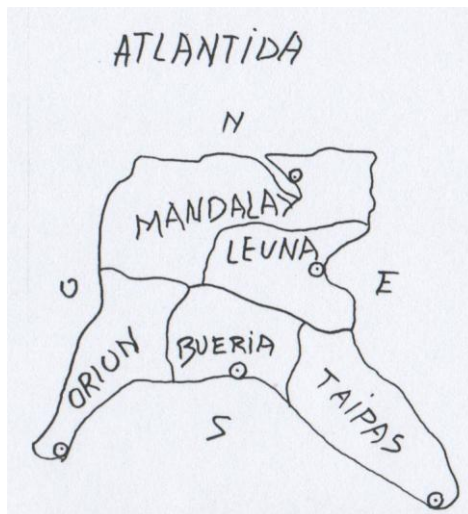 ATLANTIDA
N
MANDALAY
LEUNA
O
E
ORION
BUERIA
TAIPAS
S